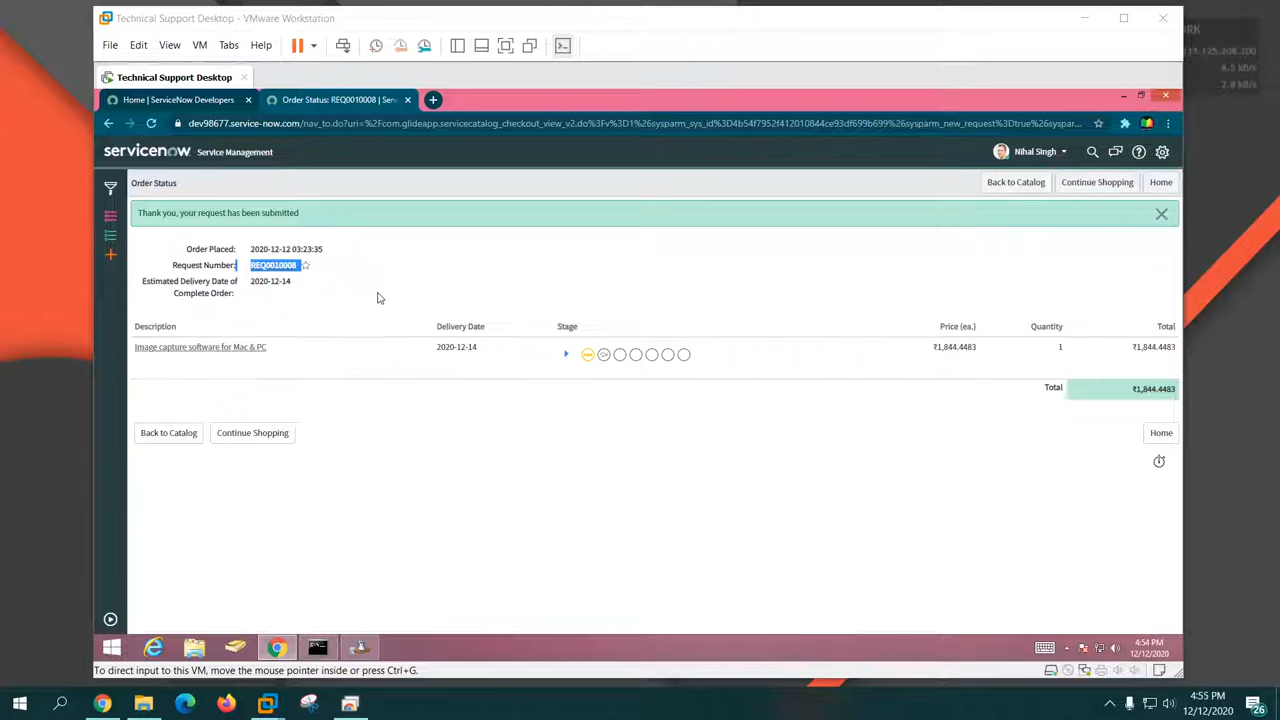 Technical Support Desktop - VMware Workstation
File Edit View VM Tabs Help
Technical Support Desktop
Home | ServiceNow Developers Order Status: REQ0010008 | Serv
dev98677.service-now.com/nav_to.do?uri=%2Fcom.glideapp.servicecatalog_checkout_view_v2.do%3Fv%3D1%26sysparm_sys_id%3D4b54f7952f412010844ce93df699b699%26sysparm_new_request%3Dtrue%26syspar...
servicenow Service Management Nihal Singh
Order Status Back to Catalog Continue Shopping Home
Thank you, your request has been submitted
Order Placed: 2020-12-12 03:23:35
Request Number: REQ0010008
Estimated Delivery Date of 2020-12-14
Complete Order:
Description Delivery Date Stage Price (ea.) Quantity Total
Image capture software for Mac & PC 2020-12-14 ₹1,844.4483 1 ₹1,844.4483
Total ₹1,844.4483
Back to Catalog Continue Shopping Home
4:54 PM
12/12/2020
To direct input to this VM, move the mouse pointer inside or press Ctrl+G.
4:55 PM
12/12/2020
26